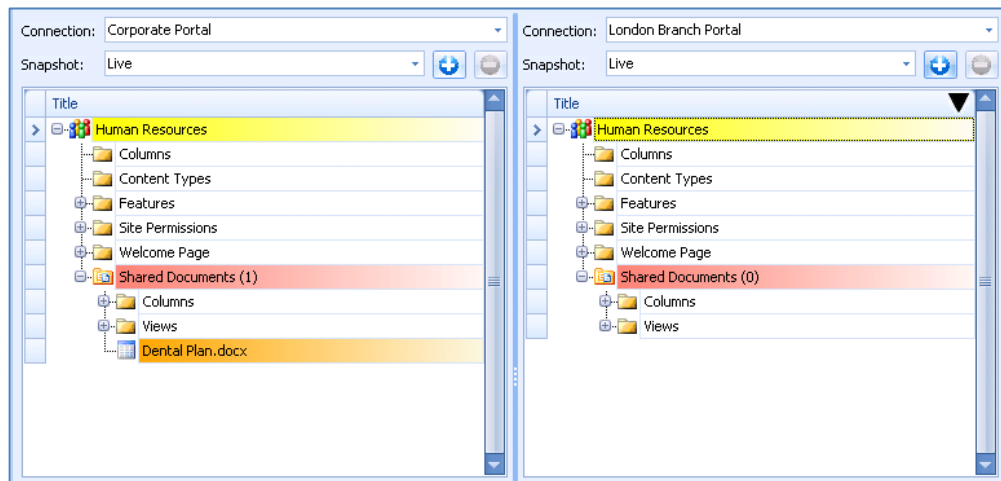 Connection: Corporate Portal
Snapshot: Live
Title
Human Resources
Columns
Content Types
Features
Site Permissions
Welcome Page
Shared Documents (1)
Columns
Views
Dental Plan.docx
Connection: London Branch Portal
Snapshot: Live
Title
Human Resources
Columns
Content Types
Features
Site Permissions
Welcome Page
Shared Documents (0)
Columns
Views